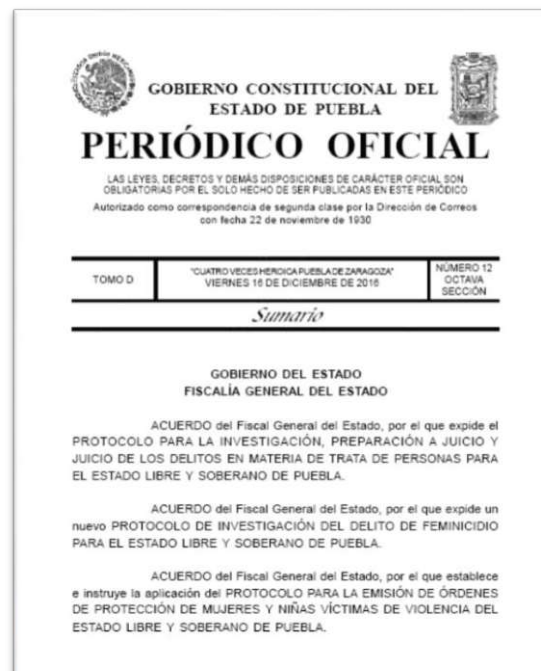 GOBIERNO CONSTITUCIONAL DEL
ESTADO DE PUEBLA
PERIÓDICO OFICIAL
LAS LEYES, DECRETOS Y DEMÁS DISPOSICIONES DE CARÁCTER OFICIAL SON
OBLIGATORIAS POR EL SOLO HECHO DE SER PUBLICADAS EN ESTE PERIÓDICO
Autorizado como correspondencia de segunda clase por la Dirección de Correos
con fecha 22 de noviembre de 1930
TOMO D
"CUATRO VECES HEROICA PUEBLA DE ZARAGOZA"
VIERNES 16 DE DICIEMBRE DE 2016
NÚMERO 12
OCTAVA
SECCIÓN
Sumario
GOBIERNO DEL ESTADO
FISCALÍA GENERAL DEL ESTADO
ACUERDO del Fiscal General del Estado, por el que expide el
PROTOCOLO PARA LA INVESTIGACIÓN, PREPARACIÓN A JUICIO Y
JUICIO DE LOS DELITOS EN MATERIA DE TRATA DE PERSONAS PARA
EL ESTADO LIBRE Y SOBERANO DE PUEBLA.
ACUERDO del Fiscal General del Estado, por el que expide un
nuevo PROTOCOLO DE INVESTIGACIÓN DEL DELITO DE FEMINICIDIO
PARA EL ESTADO LIBRE Y SOBERANO DE PUEBLA.
ACUERDO del Fiscal General del Estado, por el que establece
e instruye la aplicación del PROTOCOLO PARA LA EMISIÓN DE ÓRDENES
DE PROTECCIÓN DE MUJERES Y NIÑAS VÍCTIMAS DE VIOLENCIA DEL
ESTADO LIBRE Y SOBERANO DE PUEBLA.